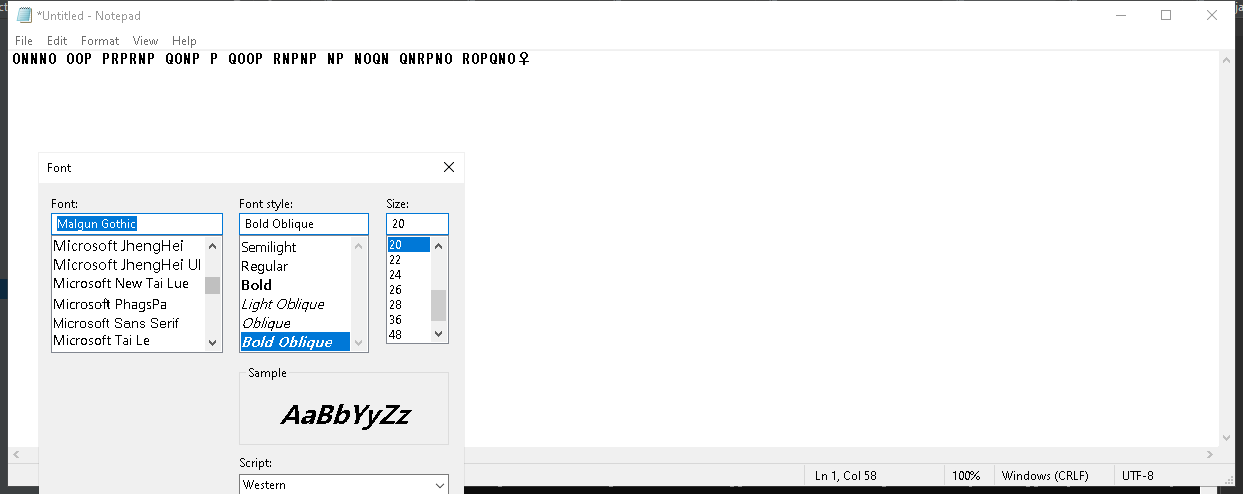 *Untitled - Notepad
File Edit Format View Help
ONNNO OOP PRPRNP QONP P QOOP RNPNP NP NOQN QNRPNO ROPQNO♀
Font
Font: Font style: Size:
Malgun Gothic Bold Oblique 20
Microsoft JhengHei Semilight 20
Microsoft JhengHei UI Regular 22
Microsoft New Tai Lue Bold 24
Microsoft PhagsPa Light Oblique 26
Microsoft Sans Serif Oblique 28
Microsoft Tai Le Bold Oblique 36
48
Sample
AaBbYyZz
Script:
Western
Ln 1, Col 58 100% Windows (CRLF) UTF-8